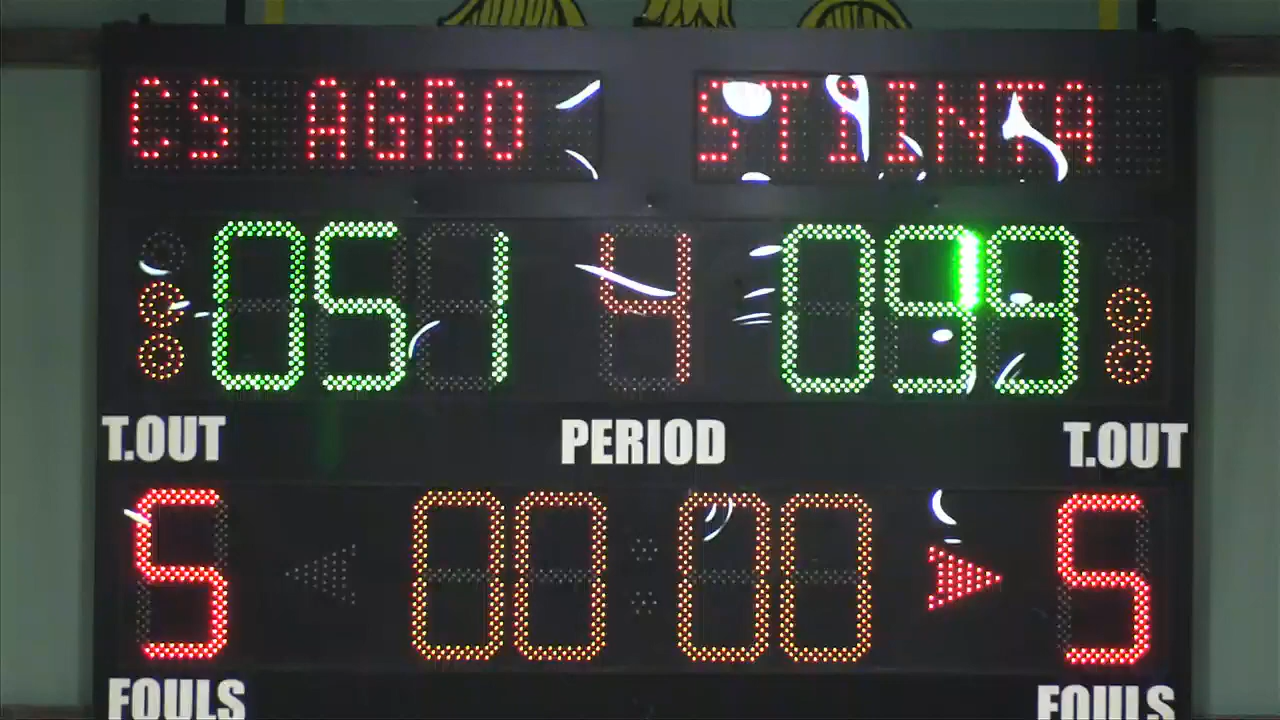 CS AGRO STIINTA
051 4 099
T.OUT PERIOD T.OUT
5 00 00 5
FOULS FOULS